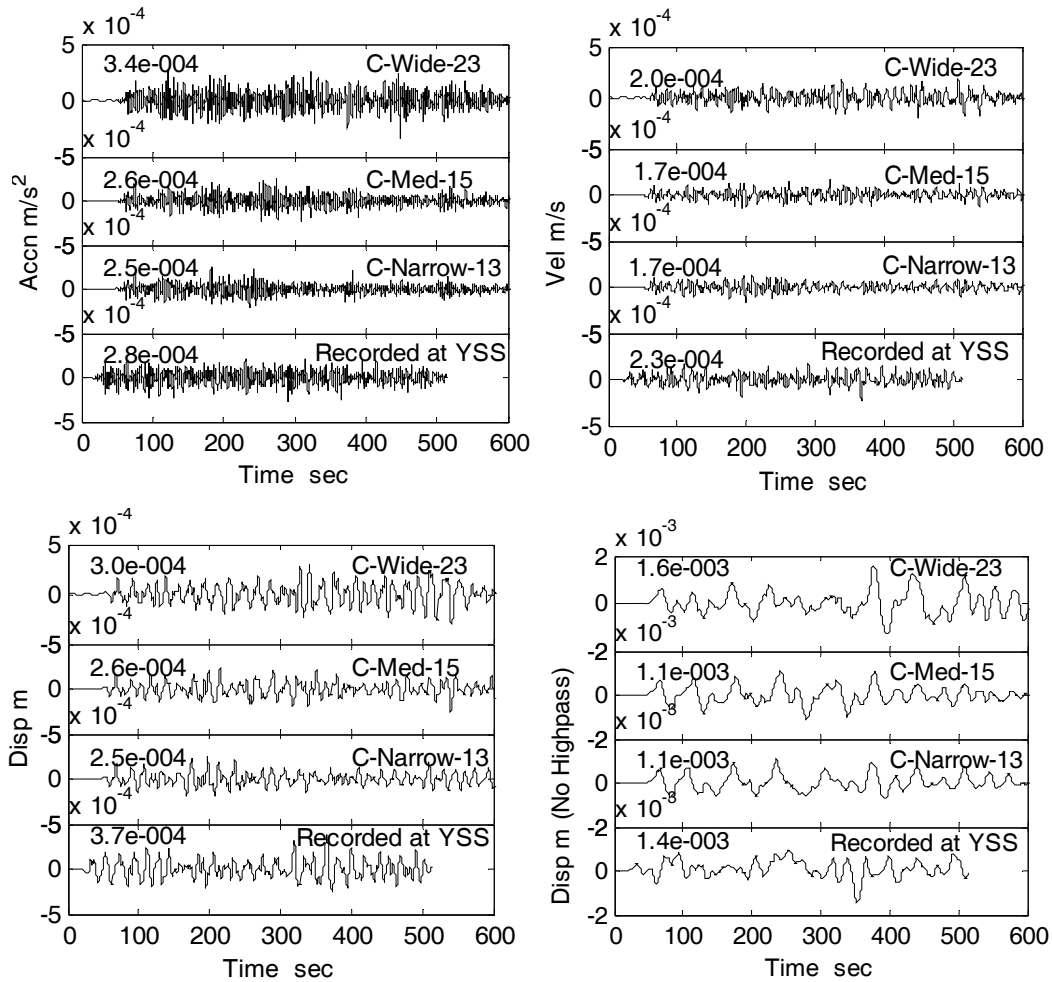 x 10-4
5
3.4e-004 C-Wide-23
0
x 10-4
-5
2.6e-004 C-Med-15
0
x 10-4
-5
2.5e-004 C-Narrow-13
0
x 10-4
-5
2.8e-004 Recorded at YSS
0
-5
0 100 200 300 400 500 600
Time sec
Accn m/s2
x 10-4
5
2.0e-004 C-Wide-23
0
x 10-4
-5
1.7e-004 C-Med-15
0
x 10-4
-5
1.7e-004 C-Narrow-13
0
x 10-4
-5
2.3e-004 Recorded at YSS
0
-5
0 100 200 300 400 500 600
Time sec
Vel m/s
x 10-4
5
3.0e-004 C-Wide-23
0
x 10-4
-5
2.6e-004 C-Med-15
0
x 10-4
-5
2.5e-004 C-Narrow-13
0
x 10-4
-5
3.7e-004 Recorded at YSS
0
-5
0 100 200 300 400 500 600
Time sec
Disp m
x 10-3
2
1.6e-003 C-Wide-23
0
x 10-3
-2
1.1e-003 C-Med-15
0
x 10-3
-2
1.1e-003 C-Narrow-13
0
x 10-3
-2
1.4e-003 Recorded at YSS
0
-2
0 100 200 300 400 500 600
Time sec
Disp m (No Highpass)